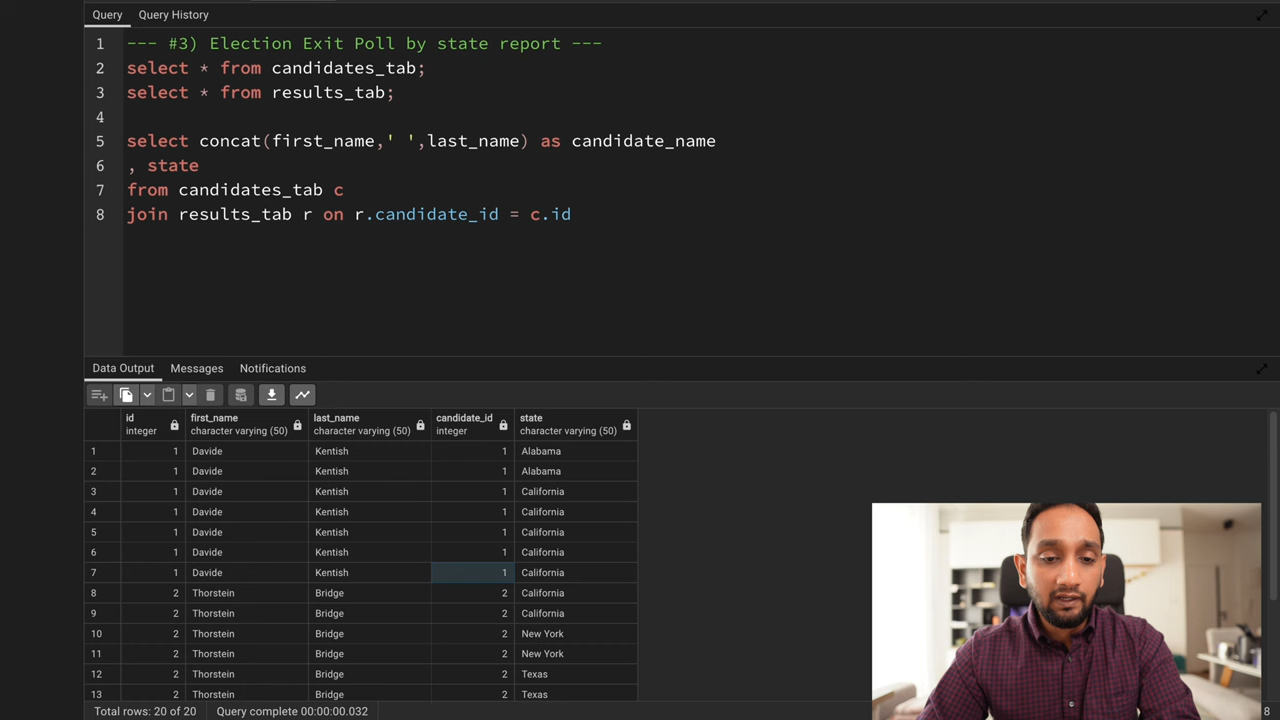 Query Query History
1 --- #3) Election Exit Poll by state report ---
2 select * from candidates_tab;
3 select * from results_tab;
4
5 select concat(first_name,' ',last_name) as candidate_name
6 , state
7 from candidates_tab c
8 join results_tab r on r.candidate_id = c.id
Data Output Messages Notifications
id first_name last_name candidate_id state
integer character varying (50) character varying (50) integer character varying (50)
1 1 Davide Kentish 1 Alabama
2 1 Davide Kentish 1 Alabama
3 1 Davide Kentish 1 California
4 1 Davide Kentish 1 California
5 1 Davide Kentish 1 California
6 1 Davide Kentish 1 California
7 1 Davide Kentish 1 California
8 2 Thorstein Bridge 2 California
9 2 Thorstein Bridge 2 California
10 2 Thorstein Bridge 2 New York
11 2 Thorstein Bridge 2 New York
12 2 Thorstein Bridge 2 Texas
13 2 Thorstein Bridge 2 Texas
Total rows: 20 of 20 Query complete 00:00:00.032 8